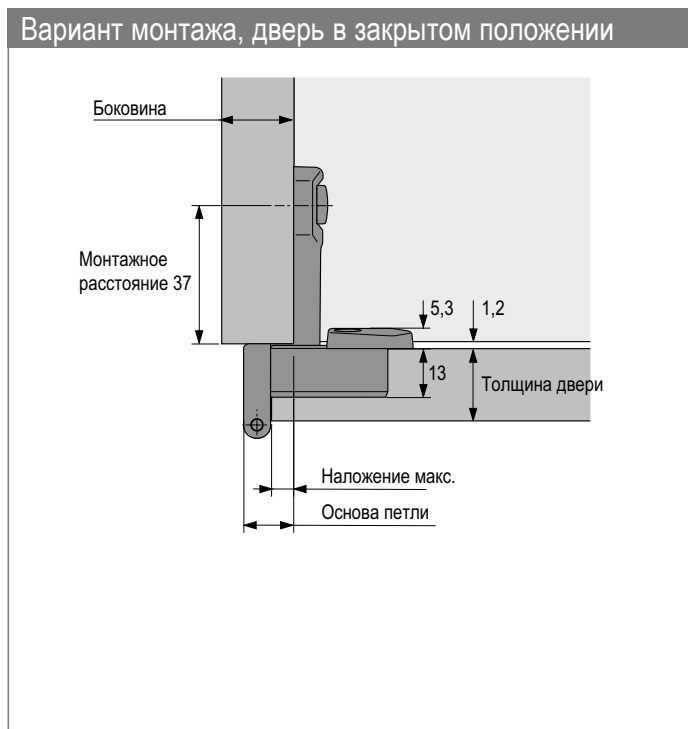 Вариант монтажа, дверь в закрытом положении
Боковина
Монтажное
расстояние 37
5,3
1,2
13
Толщина двери
Наложение макс.
Основа петли